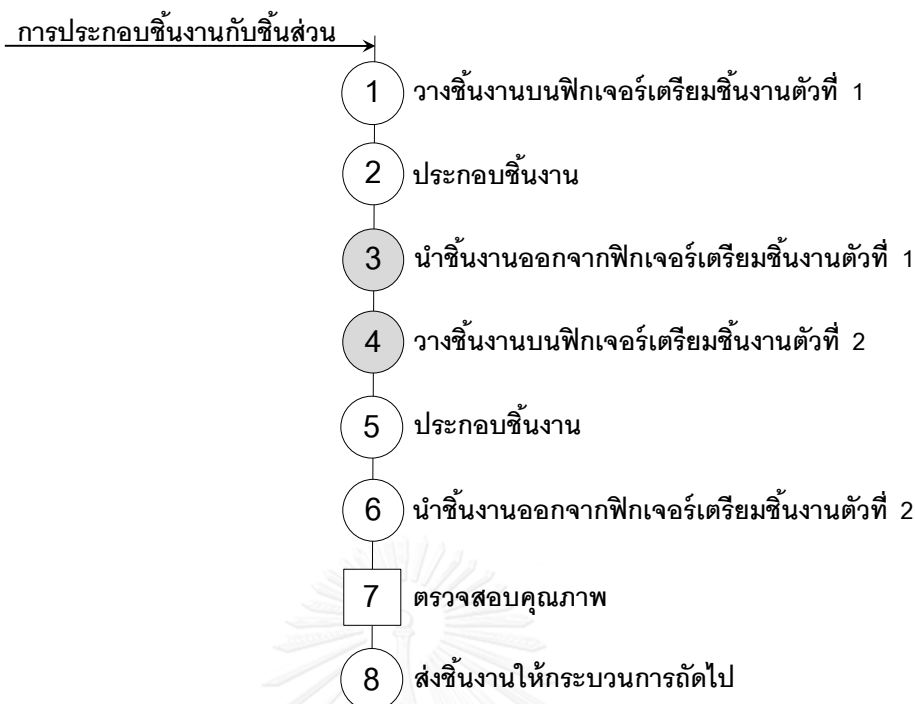 การประกอบชิ้นงานกับชิ้นส่วน
1 วางชิ้นงานบนฟิกเจอร์เตรียมชิ้นงานตัวที่ 1
2 ประกอบชิ้นงาน
3 นำชิ้นงานออกจากฟิกเจอร์เตรียมชิ้นงานตัวที่ 1
4 วางชิ้นงานบนฟิกเจอร์เตรียมชิ้นงานตัวที่ 2
5 ประกอบชิ้นงาน
6 นำชิ้นงานออกจากฟิกเจอร์เตรียมชิ้นงานตัวที่ 2
7 ตรวจสอบคุณภาพ
8 ส่งชิ้นงานให้กระบวนการถัดไป